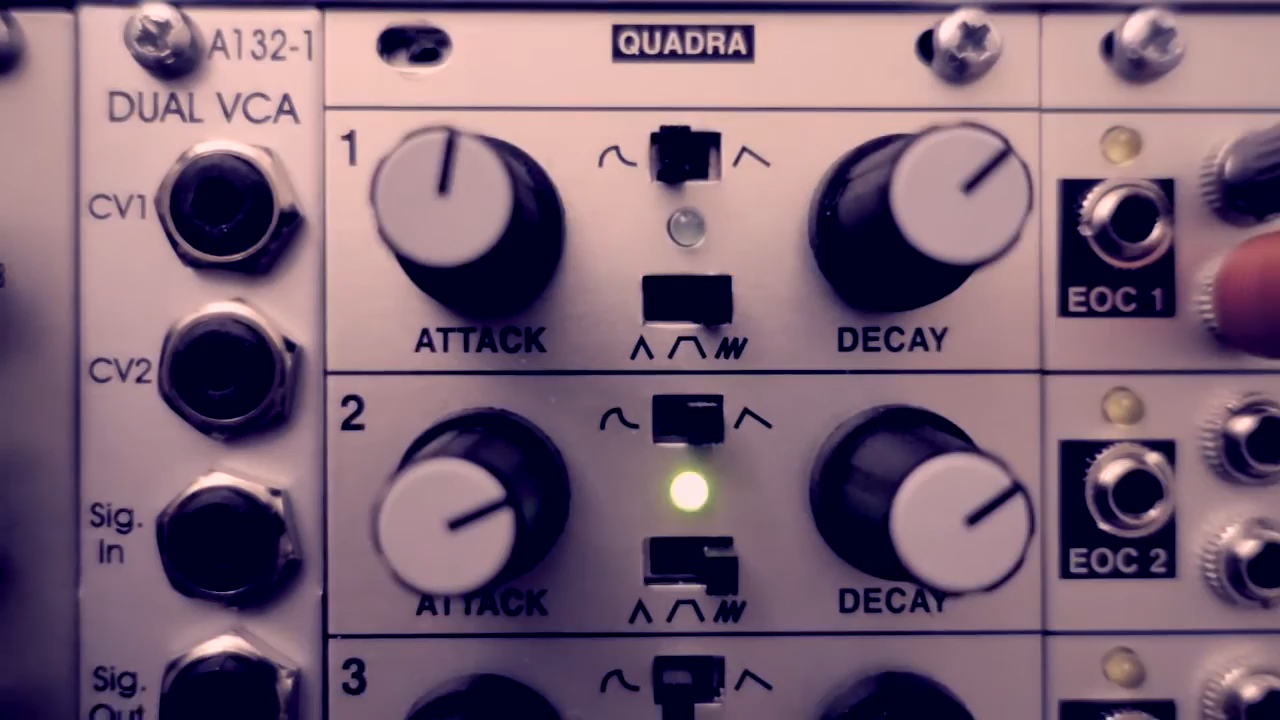 A132-1
DUAL VCA
CV1
CV2
Sig.
In
Sig.
Out
QUADRA
1
ATTACK
DECAY
EOC 1
2
ATTACK
DECAY
EOC 2
3